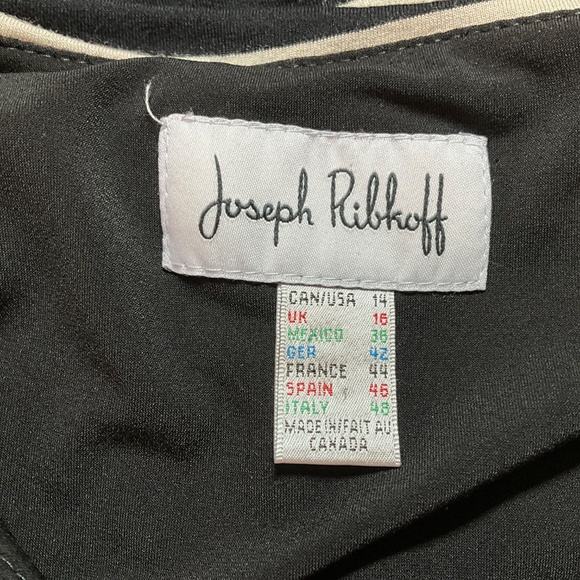 Joseph Ribkoff
CAN/USA 14
UK 16
MEXICO 36
GER 42
FRANCE 44
SPAIN 46
ITALY 48
MADE IN/FAIT AU
CANADA